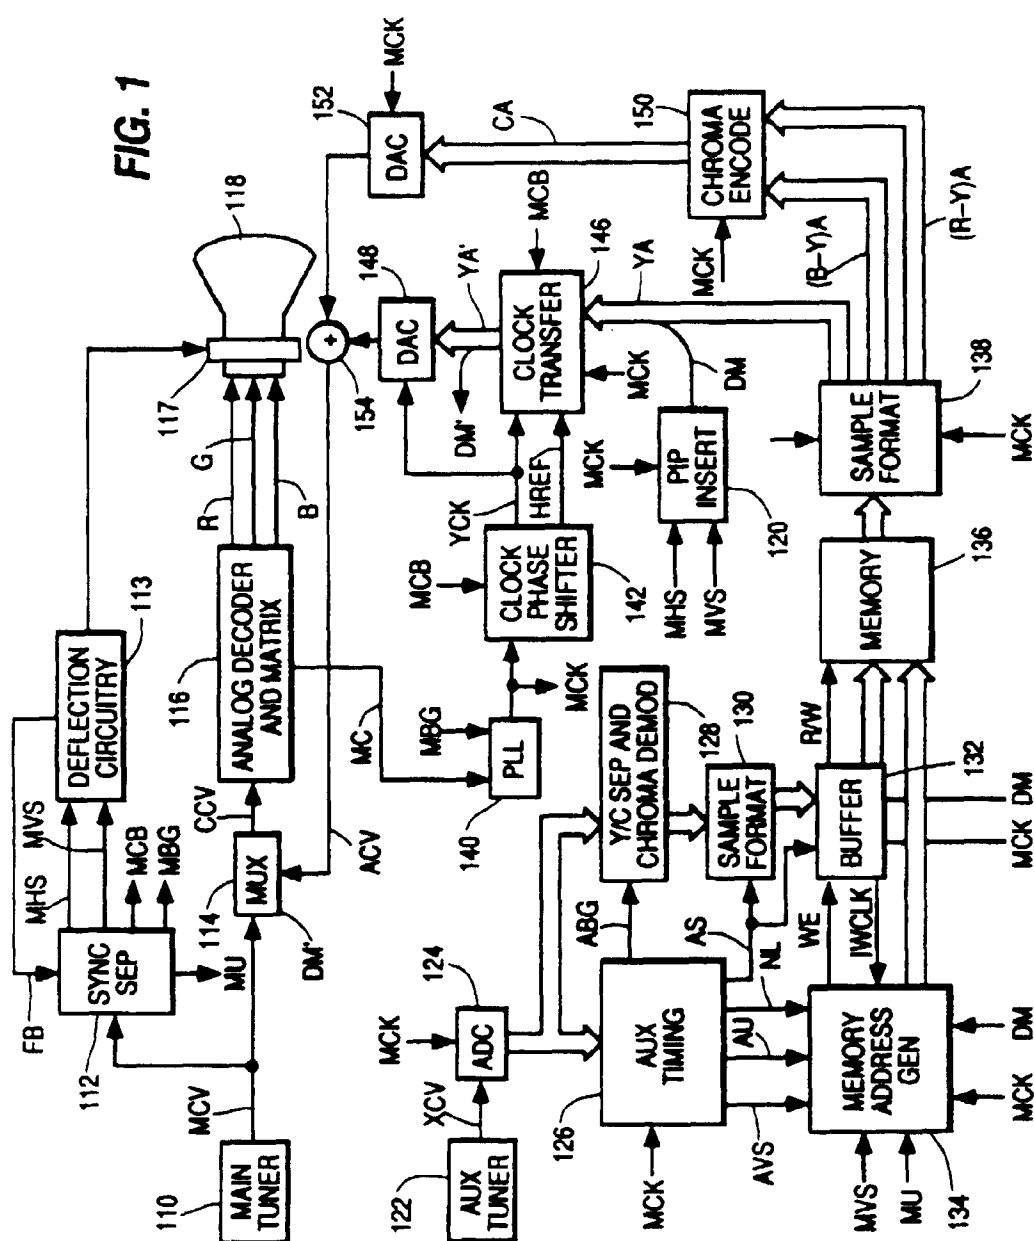 FIG. 1
MAIN
TUNER
110
MCV
FB
112
SYNC
SEP
MHS
MVS
MCB
MBG
MU
DEFLECTION
CIRCUITRY
113
114
MUX
DM'
CCV
ACV
116
ANALOG DECODER
AND MATRIX
MC
R
G
B
117
118
154
+
148
DAC
152
DAC
MCK
CA
YA'
DM'
MCB
CLOCK
TRANSFER
146
MCK
YA
DM
YCK
HREF
MCB
CLOCK
PHASE
SHIFTER
142
MBG
PLL
140
MCK
MCK
PIP
INSERT
120
MHS
MVS
150
CHROMA
ENCODE
MCK
(B-Y)A
(R-Y)A
138
SAMPLE
FORMAT
MCK
136
MEMORY
R/W
122
AUX
TUNER
XCV
124
ADC
MCK
126
AUX
TIMING
MCK
ABG
Y/C SEP AND
CHROMA DEMOD
128
130
SAMPLE
FORMAT
AS
NL
AU
AVS
BUFFER
132
WE
IWCLK
MCK
DM
MEMORY
ADDRESS
GEN
134
MVS
MU
MCK
DM